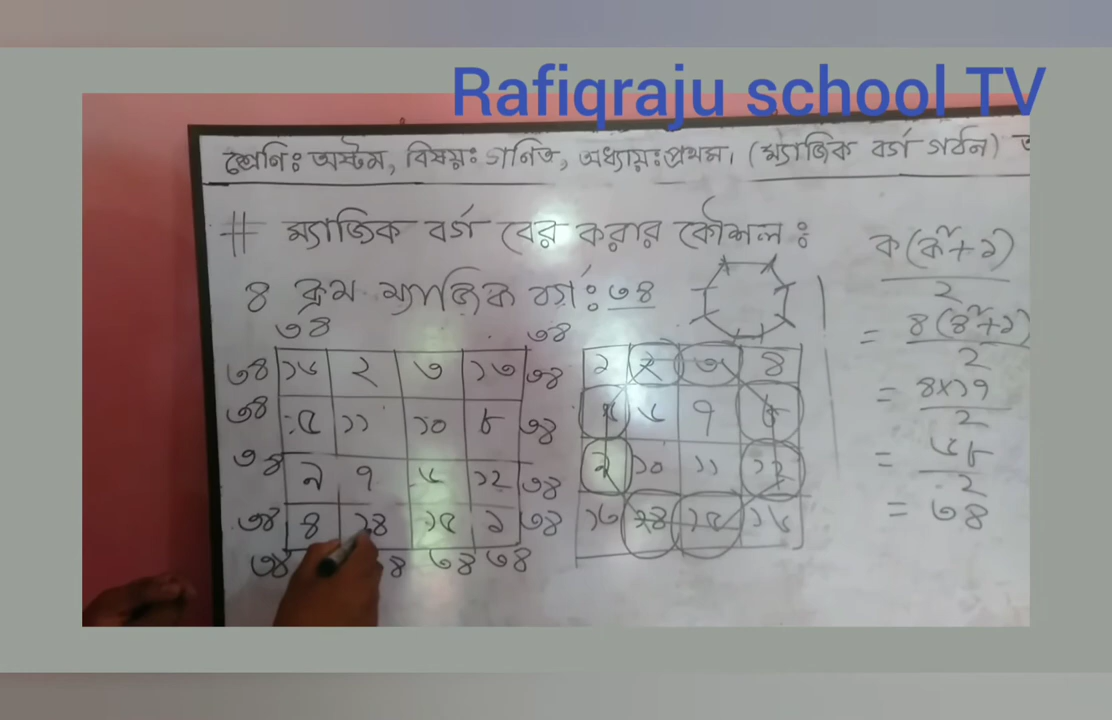 Rafiqraju school TV
শ্রেণিঃ অষ্টম, বিষয়ঃ গণিত, অধ্যায়ঃ প্রথম। (ম্যাজিক বর্গ গঠন)
# ম্যাজিক বর্গ বের করার কৌশল ঃ
৪ ক্রম ম্যাজিক বর্গঃ ৩৪
৩৪ ৩৪
৩৪ ১৬ ২ ৩ ১৩ ৩৪
৩৪ ৫ ১১ ১০ ৮ ৩৪
৩৪ ৯ ৭ ৬ ১২ ৩৪
৩৪ ৪ ১৪ ১৫ ১ ৩৪
৩৪ ৪ ৩৪ ৩৪
১ ২ ৩ ৪
৫ ৬ ৭ ৮
৯ ১০ ১১ ১২
১৩ ১৪ ১৫ ১৬
ক(ক²+১)
২
= ৪(৪²+১)
২
= ৪×১৭
২
= ৬৮
২
= ৩৪